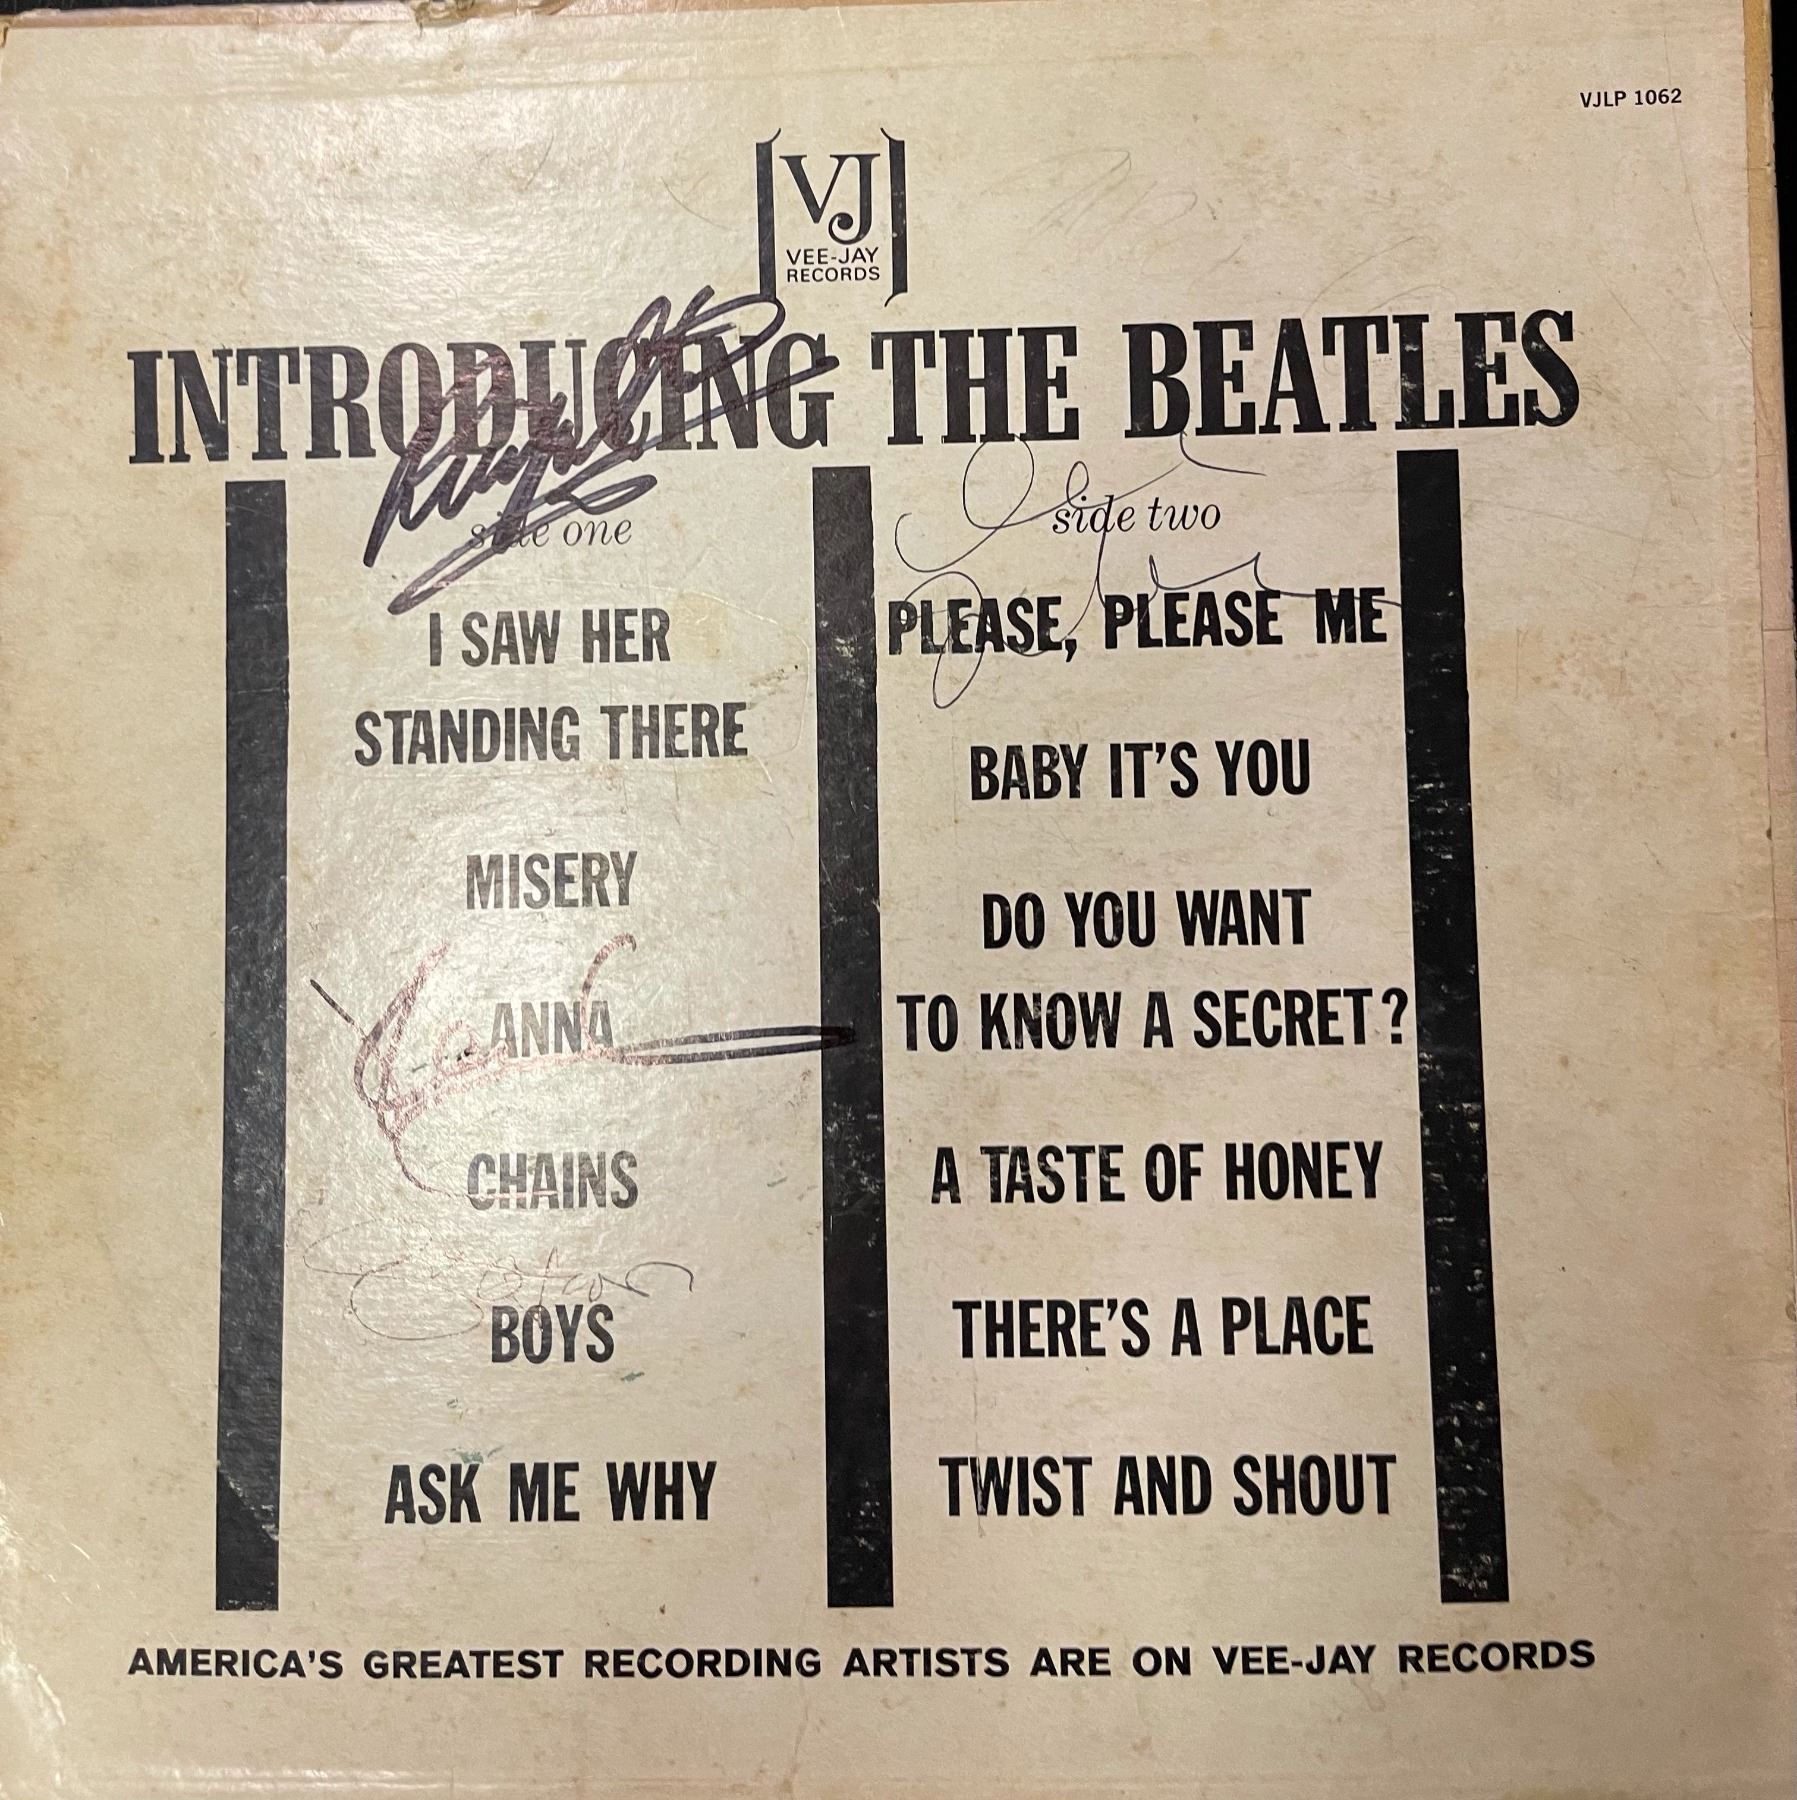 VJLP 1062
VJ
VEE-JAY
RECORDS
INTRODUCING THE BEATLES
side one
I SAW HER
STANDING THERE
MISERY
ANNA
CHAINS
BOYS
ASK ME WHY
side two
PLEASE, PLEASE ME
BABY IT'S YOU
DO YOU WANT
TO KNOW A SECRET?
A TASTE OF HONEY
THERE'S A PLACE
TWIST AND SHOUT
AMERICA'S GREATEST RECORDING ARTISTS ARE ON VEE-JAY RECORDS